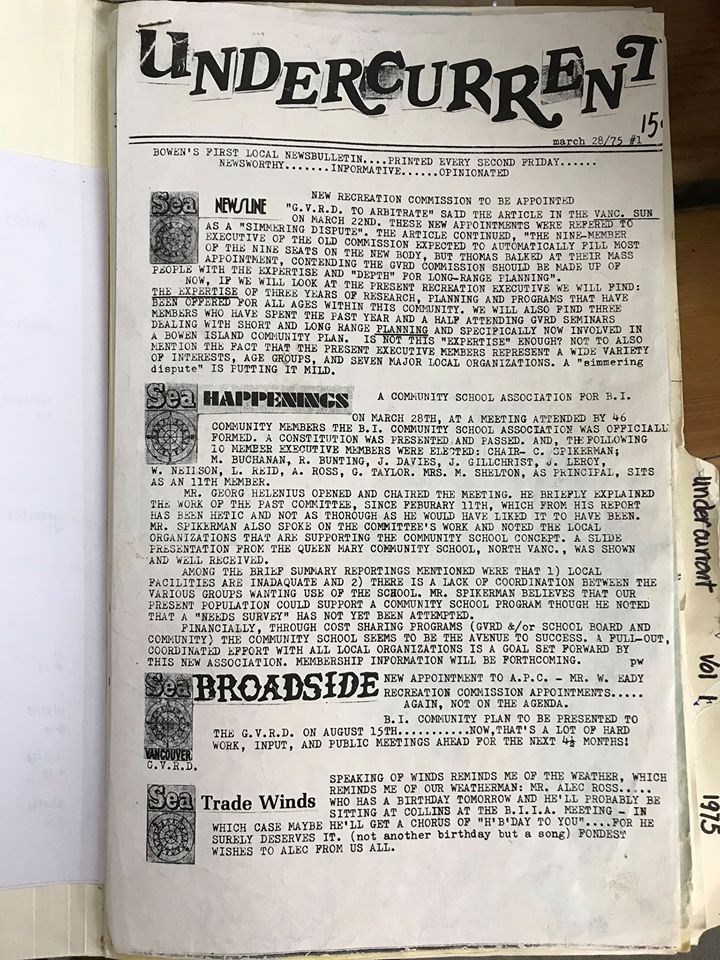 UNDERCURRENT
15¢
march 28/75 #1
BOWEN'S FIRST LOCAL NEWSBULLETIN....PRINTED EVERY SECOND FRIDAY......
NEWSWORTHY.......INFORMATIVE......OPINIONATED
Sea NEWSLINE
NEW RECREATION COMMISSION TO BE APPOINTED
"G.V.R.D. TO ARBITRATE" SAID THE ARTICLE IN THE VANC. SUN
ON MARCH 22ND. THESE NEW APPOINTMENTS WERE REFERED TO
AS A "SIMMERING DISPUTE". THE ARTICLE CONTINUED, "THE NINE-MEMBER
EXECUTIVE OF THE OLD COMMISSION EXPECTED TO AUTOMATICALLY FILL MOST
OF THE NINE SEATS ON THE NEW BODY, BUT THOMAS BALKED AT THEIR MASS
APPOINTMENT, CONTENDING THE GVRD COMMISSION SHOULD BE MADE UP OF
PEOPLE WITH THE EXPERTISE AND "DEPTH" FOR LONG-RANGE PLANNING".
NOW, IF WE WILL LOOK AT THE PRESENT RECREATION EXECUTIVE WE WILL FIND:
THE EXPERTISE OF THREE YEARS OF RESEARCH, PLANNING AND PROGRAMS THAT HAVE
BEEN OFFERED FOR ALL AGES WITHIN THIS COMMUNITY. WE WILL ALSO FIND THREE
MEMBERS WHO HAVE SPENT THE PAST YEAR AND A HALF ATTENDING GVRD SEMINARS
DEALING WITH SHORT AND LONG RANGE PLANNING AND SPECIFICALLY NOW INVOLVED IN
A BOWEN ISLAND COMMUNITY PLAN. IS NOT THIS "EXPERTISE" ENOUGH? NOT TO ALSO
MENTION THE FACT THAT THE PRESENT EXECUTIVE MEMBERS REPRESENT A WIDE VARIETY
OF INTERESTS, AGE GROUPS, AND SEVEN MAJOR LOCAL ORGANIZATIONS. A "simmering
dispute" IS PUTTING IT MILD.
Sea HAPPENINGS
A COMMUNITY SCHOOL ASSOCIATION FOR B.I.
ON MARCH 28TH, AT A MEETING ATTENDED BY 46
COMMUNITY MEMBERS THE B.I. COMMUNITY SCHOOL ASSOCIATION WAS OFFICIALL
FORMED. A CONSTITUTION WAS PRESENTED AND PASSED. AND, THE FOLLOWING
10 MEMBER EXECUTIVE MEMBERS WERE ELECTED: CHAIR- C. SPIKERMAN;
M. BUCHANAN, R. BUNTING, J. DAVIES, J. GILLCHRIST, J. LEROY,
W. NEILSON, L. REID, A. ROSS, G. TAYLOR. MRS. M. SHELTON, AS PRINCIPAL, SITS
AS AN 11TH MEMBER.
MR. GEORG HELENIUS OPENED AND CHAIRED THE MEETING. HE BRIEFLY EXPLAINED
THE WORK OF THE PAST COMMITTEE, SINCE FEBURARY 11TH, WHICH FROM HIS REPORT
HAS BEEN HETIC AND NOT AS THOROUGH AS HE WOULD HAVE LIKED IT TO HAVE BEEN.
MR. SPIKERMAN ALSO SPOKE ON THE COMMITTEE'S WORK AND NOTED THE LOCAL
ORGANIZATIONS THAT ARE SUPPORTING THE COMMUNITY SCHOOL CONCEPT. A SLIDE
PRESENTATION FROM THE QUEEN MARY COMMUNITY SCHOOL, NORTH VANC., WAS SHOWN
AND WELL RECEIVED.
AMONG THE BRIEF SUMMARY REPORTINGS MENTIONED WERE THAT 1) LOCAL
FACILITIES ARE INADAQUATE AND 2) THERE IS A LACK OF COORDINATION BETWEEN THE
VARIOUS GROUPS WANTING USE OF THE SCHOOL. MR. SPIKERMAN BELIEVES THAT OUR
PRESENT POPULATION COULD SUPPORT A COMMUNITY SCHOOL PROGRAM THOUGH HE NOTED
THAT A "NEEDS SURVEY" HAS NOT YET BEEN ATTEMPTED.
FINANCIALLY, THROUGH COST SHARING PROGRAMS (GVRD &/or SCHOOL BOARD AND
COMMUNITY) THE COMMUNITY SCHOOL SEEMS TO BE THE AVENUE TO SUCCESS. A FULL-OUT,
COORDINATED EFFORT WITH ALL LOCAL ORGANIZATIONS IS A GOAL SET FORWARD BY
THIS NEW ASSOCIATION. MEMBERSHIP INFORMATION WILL BE FORTHCOMING. pw
Sea BROADSIDE
VANCOUVER
G.V.R.D.
NEW APPOINTMENT TO A.P.C. - MR. W. EADY
RECREATION COMMISSION APPOINTMENTS.....
AGAIN, NOT ON THE AGENDA.
B.I. COMMUNITY PLAN TO BE PRESENTED TO
THE G.V.R.D. ON AUGUST 15TH...........NOW,THAT'S A LOT OF HARD
WORK, INPUT, AND PUBLIC MEETINGS AHEAD FOR THE NEXT 4½ MONTHS!
Sea Trade Winds
SPEAKING OF WINDS REMINDS ME OF THE WEATHER, WHICH
REMINDS ME OF OUR WEATHERMAN: MR. ALEC ROSS.....
WHO HAS A BIRTHDAY TOMORROW AND HE'LL PROBABLY BE
SITTING AT COLLINS AT THE B.I.I.A. MEETING - IN
WHICH CASE MAYBE HE'LL GET A CHORUS OF "H'B'DAY TO YOU"....FOR HE
SURELY DESERVES IT. (not another birthday but a song) FONDEST
WISHES TO ALEC FROM US ALL.
undercurrent vol 1, 1975